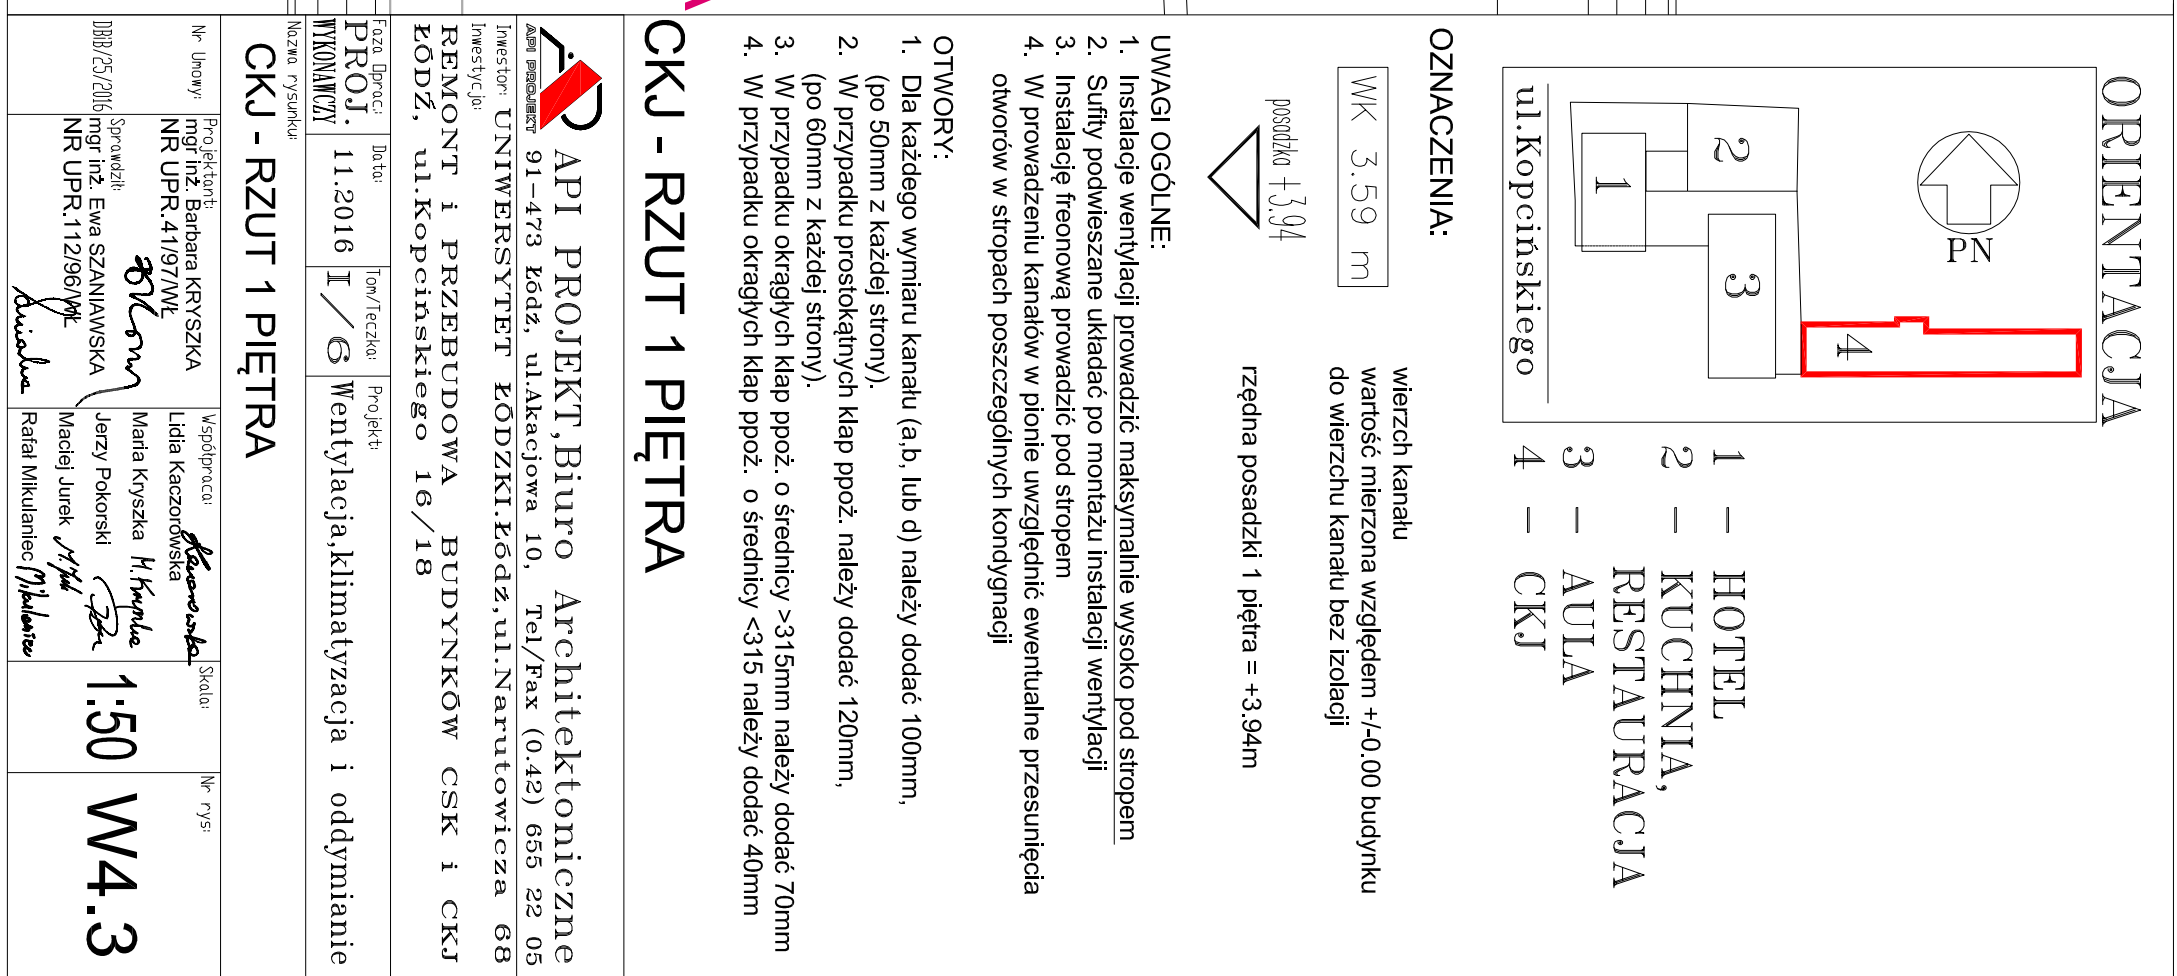 ORIENTACJA
PN
4
3
2
1
ul.Kopcińskiego
1 - HOTEL
2 - KUCHNIA,
RESTAURACJA
3 - AULA
4 - CKJ
OZNACZENIA:
WK 3.59 m
wierzch kanału
wartość mierzona względem +/-0.00 budynku
do wierzchu kanału bez izolacji
posadzka +3.94
rzędna posadzki 1 piętra = +3.94m
UWAGI OGÓLNE:
1. Instalacje wentylacji prowadzić maksymalnie wysoko pod stropem
2. Sufity podwieszane układać po montażu instalacji wentylacji
3. Instalację freonową prowadzić pod stropem
4. W prowadzeniu kanałów w pionie uwzględnić ewentualne przesunięcia
otworów w stropach poszczególnych kondygnacji
OTWORY:
1. Dla każdego wymiaru kanału (a,b, lub d) należy dodać 100mm,
(po 50mm z każdej strony).
2. W przypadku prostokątnych klap ppoż. należy dodać 120mm,
(po 60mm z każdej strony).
3. W przypadku okrągłych klap ppoż. o średnicy >315mm należy dodać 70mm
4. W przypadku okrągłych klap ppoż. o średnicy <315 należy dodać 40mm
CKJ - RZUT 1 PIĘTRA
API PROJEKT
API PROJEKT,Biuro Architektoniczne
91-473 Łódź, ul.Akacjowa 10, Tel/Fax (0.42) 655 22 05
Inwestor: UNIWERSYTET ŁÓDZKI.Łódź,ul.Narutowicza 68
Inwestycja:
REMONT i PRZEBUDOWA BUDYNKÓW CSK i CKJ
ŁÓDŹ, ul.Kopcińskiego 16/18
Faza Oprac:
PROJ.
WYKONAWCZY
Data:
11.2016
Tom/Teczka:
I/6
Projekt:
Wentylacja,klimatyzacja i oddymianie
Nazwa rysunku:
CKJ - RZUT 1 PIĘTRA
Nr Umowy:
DBiB/25/2016
Projektant:
mgr inż. Barbara KRYSZKA
NR UPR.41/97/WŁ
Sprawdził:
mgr inż. Ewa SZANIAWSKA
NR UPR.112/96/WŁ
Współpraca:
Lidia Kaczorowska
Maria Kryszka M.Kryszka
Jerzy Pokorski
Maciej Jurek
Rafał Mikulaniec Mikulaniec
Skala:
1:50
Nr rys:
W4.3